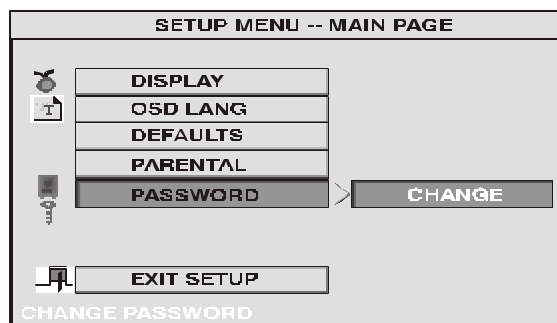 SETUP MENU -- MAIN PAGE
DISPLAY
T OSD LANG
DEFAULTS
PARENTAL
PASSWORD > CHANGE
EXIT SETUP
CHANGE PASSWORD